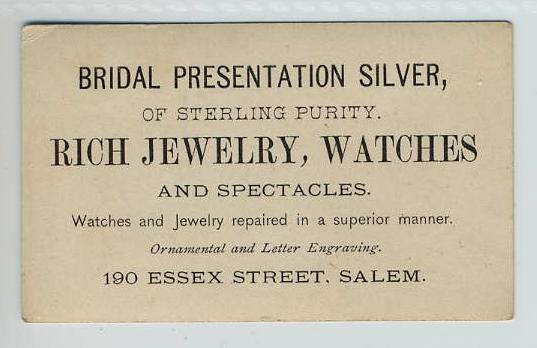 BRIDAL PRESENTATION SILVER,
OF STERLING PURITY.
RICH JEWELRY, WATCHES
AND SPECTACLES.
Watches and Jewelry repaired in a superior manner.
Ornamental and Letter Engraving.
190 ESSEX STREET, SALEM.